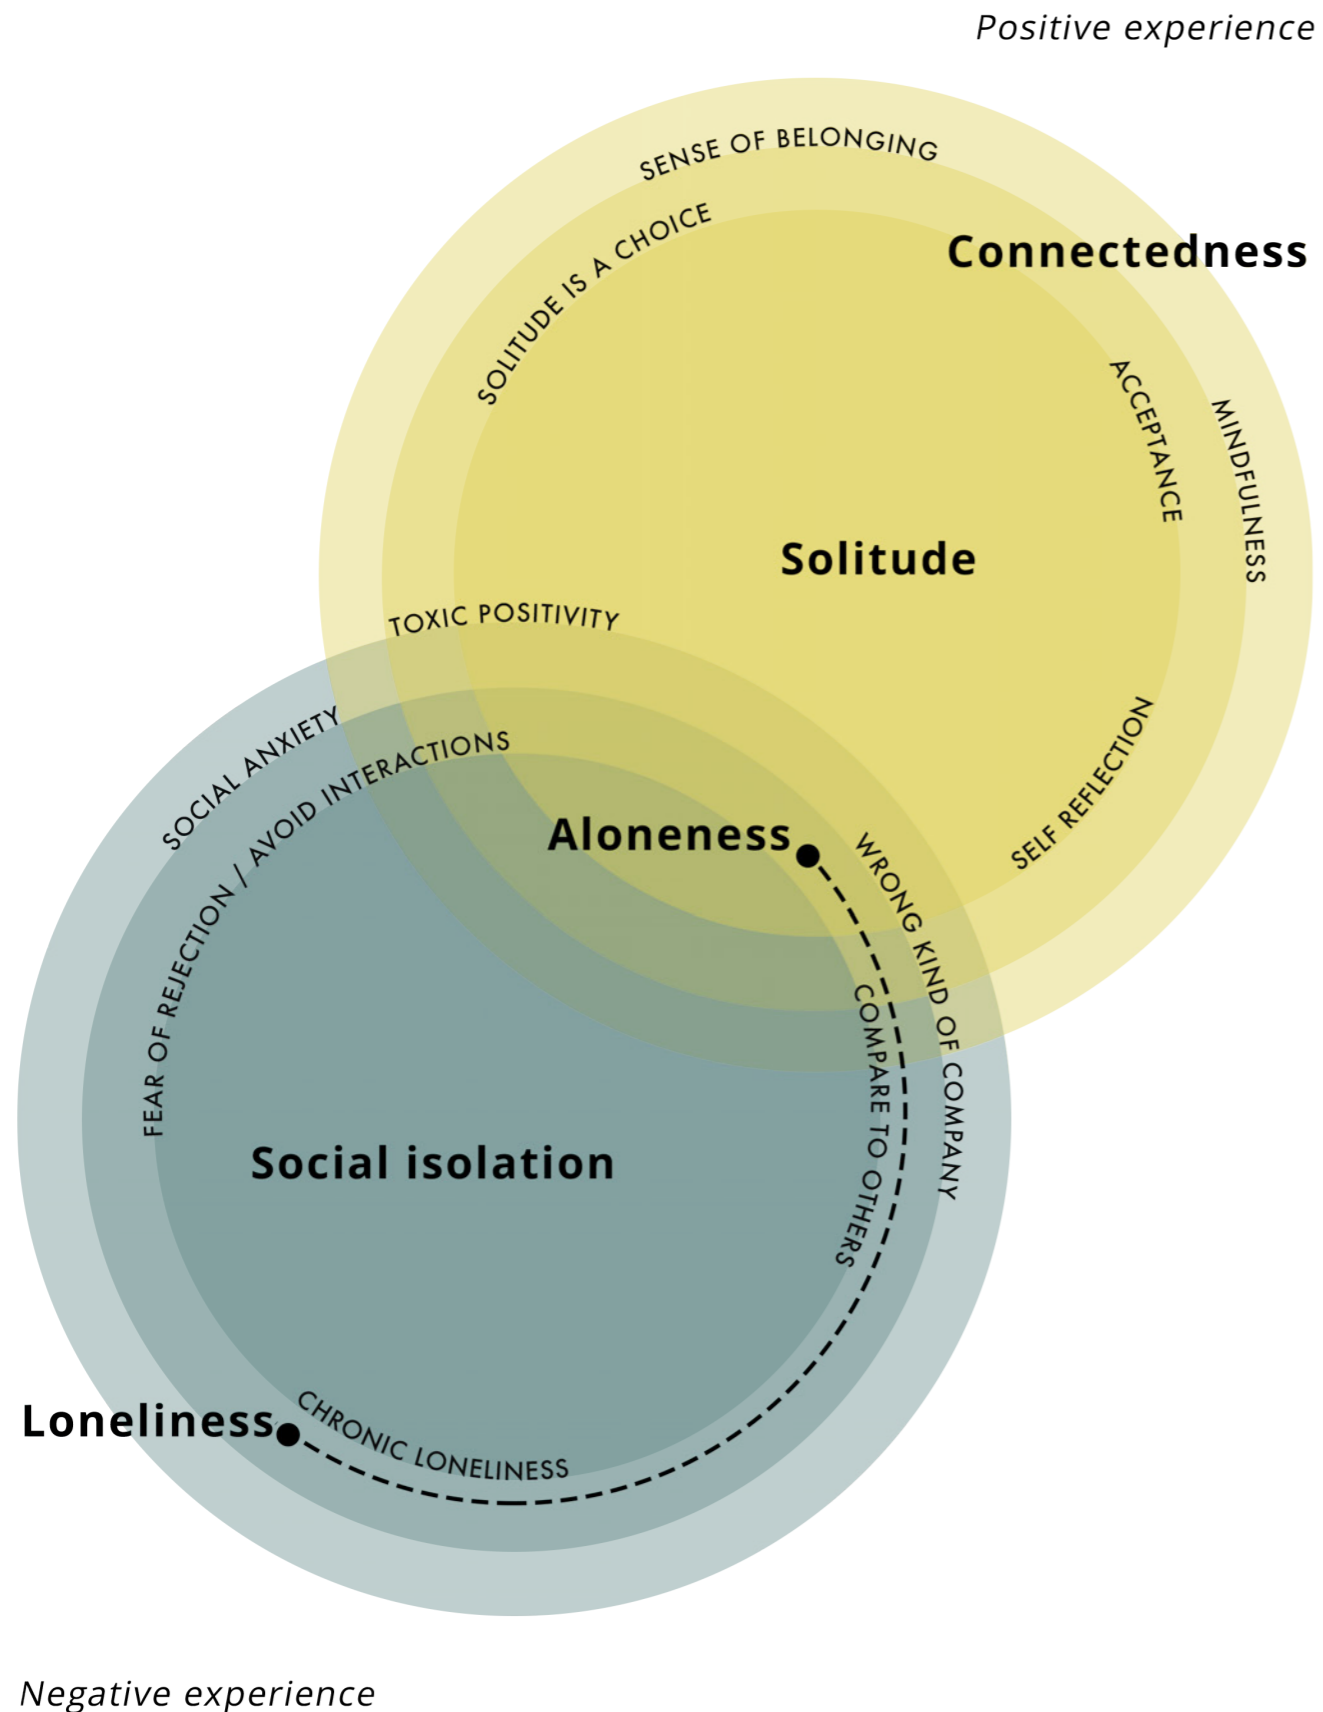 Positive experience
SENSE OF BELONGING
SOLITUDE IS A CHOICE
Connectedness
ACCEPTANCE
MINDFULNESS
Solitude
TOXIC POSITIVITY
SELF REFLECTION
SOCIAL ANXIETY
FEAR OF REJECTION / AVOID INTERACTIONS
Aloneness
WRONG KIND OF COMPANY
COMPARE TO OTHERS
Social isolation
Loneliness
CHRONIC LONELINESS
Negative experience